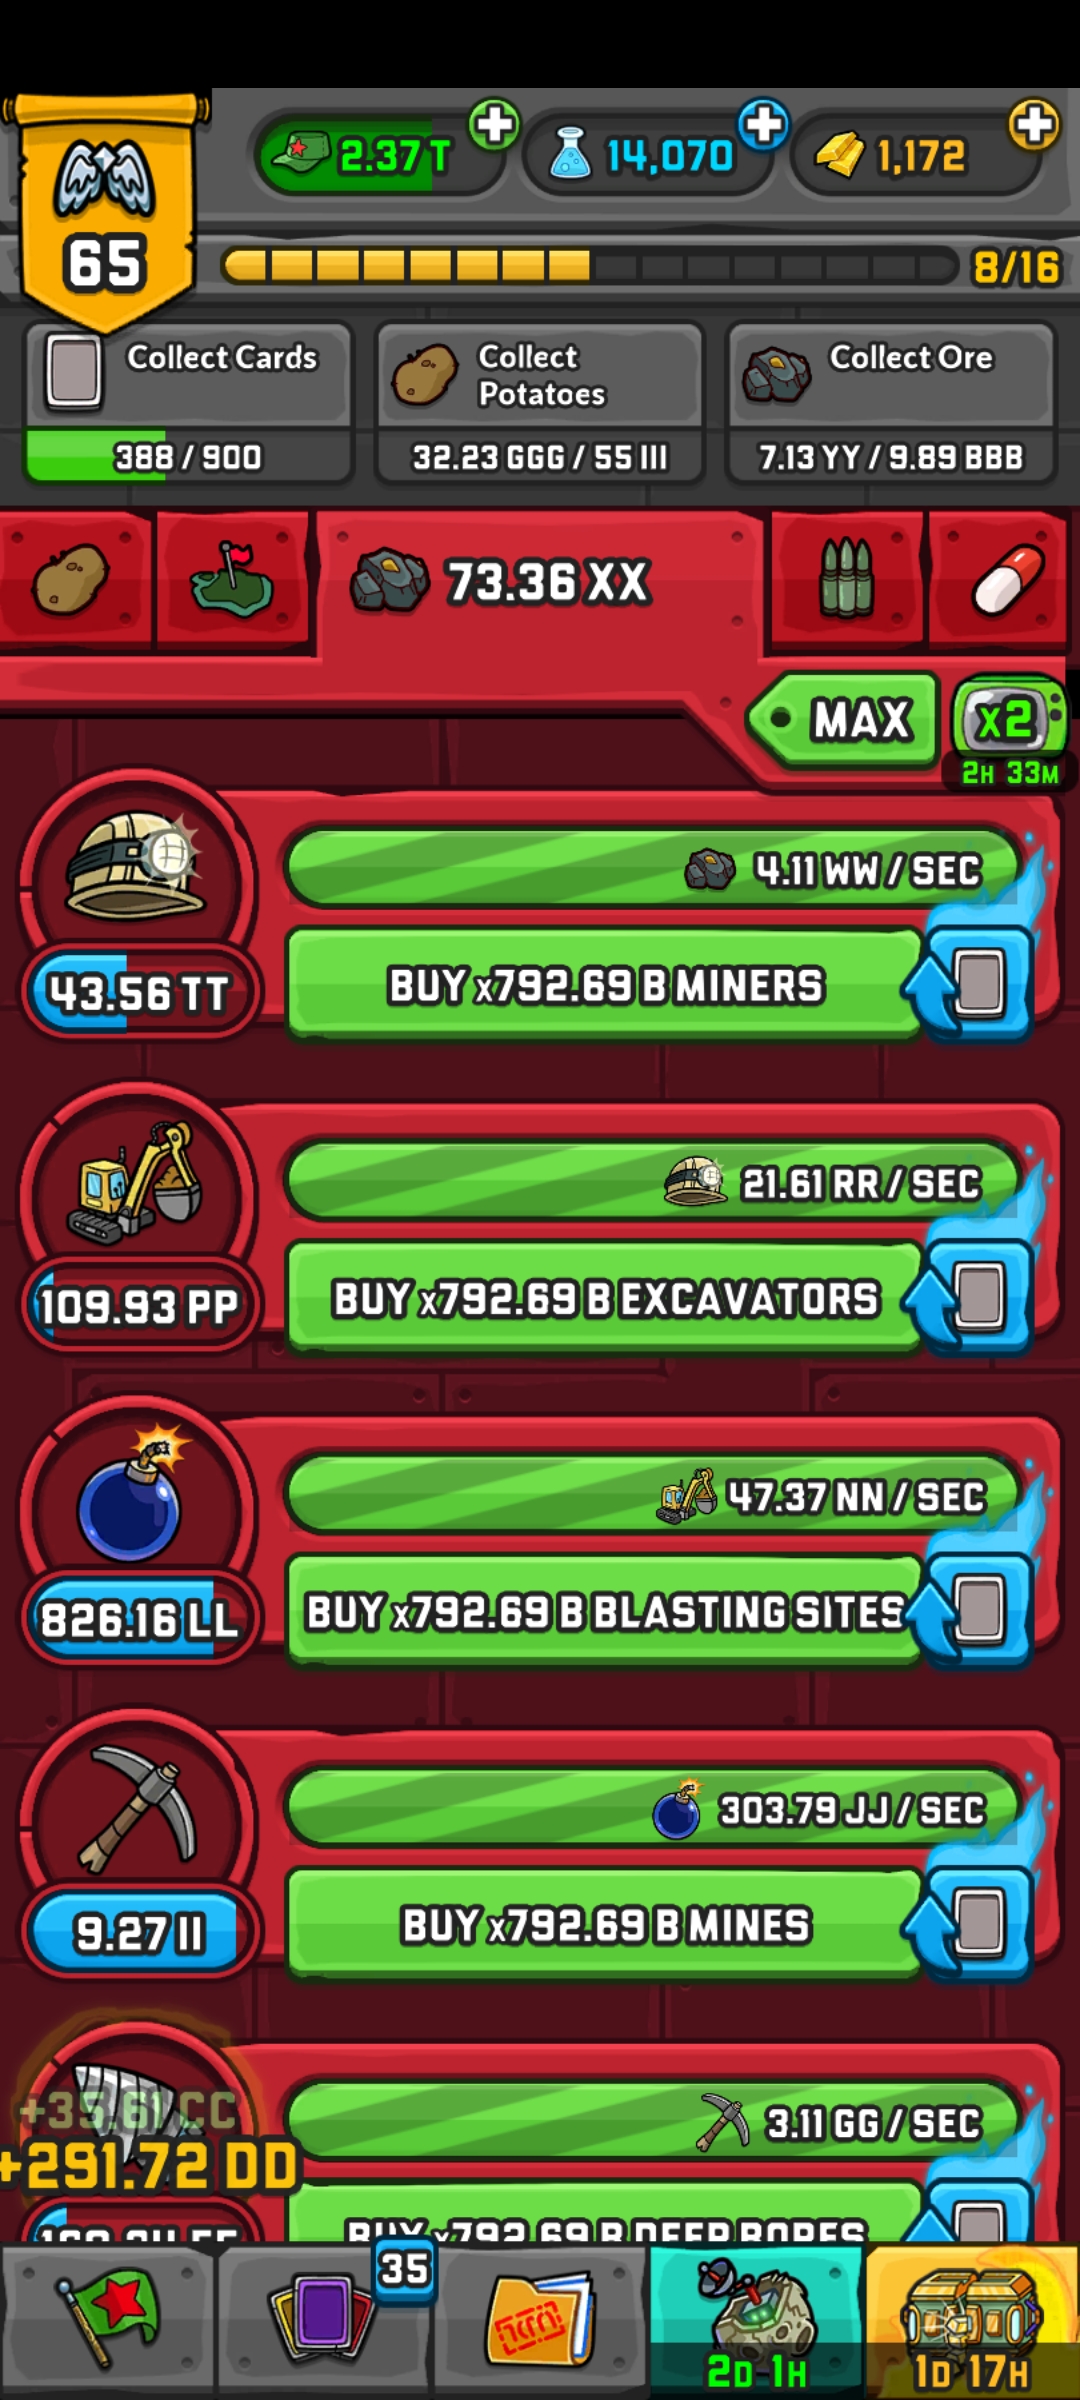 2.37 T
14,070
1,172
65
8/16
Collect Cards
388 / 900
Collect
Potatoes
32.23 GGG / 55 III
Collect Ore
7.13 YY / 9.89 BBB
73.36 XX
MAX
x2
2H 33M
4.11 WW / SEC
43.56 TT
BUY x792.69 B MINERS
21.61 RR / SEC
109.93 PP
BUY x792.69 B EXCAVATORS
47.37 NN / SEC
826.16 LL
BUY x792.69 B BLASTING SITES
303.79 JJ / SEC
9.27 II
BUY x792.69 B MINES
3.11 GG / SEC
+35.61 CC
+291.72 DD
BUY x792.69 B DEEP BORES
35
2D 1H
1D 17H